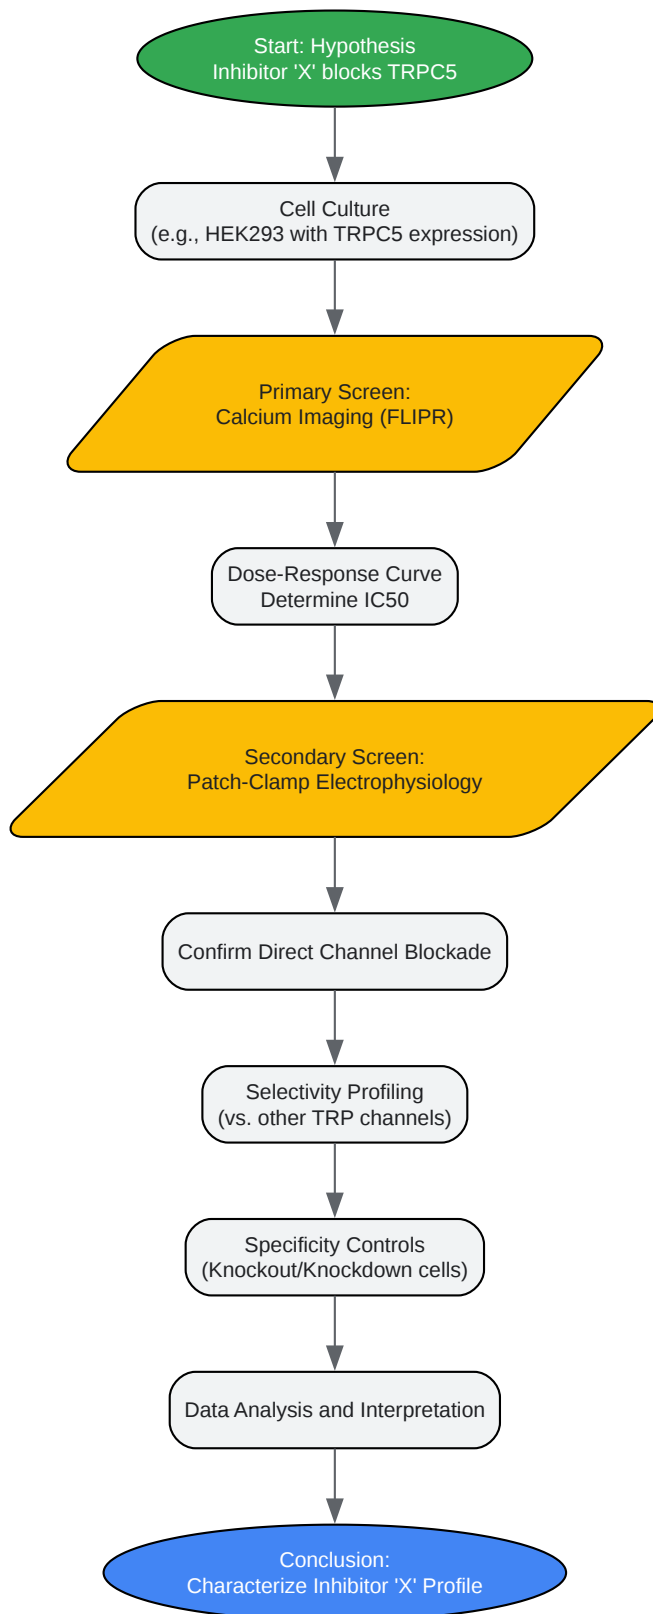 Start: Hypothesis
Inhibitor 'X' blocks TRPC5
Cell Culture
(e.g., HEK293 with TRPC5 expression)
Primary Screen:
Calcium Imaging (FLIPR)
Dose-Response Curve
Determine IC50
Secondary Screen:
Patch-Clamp Electrophysiology
Confirm Direct Channel Blockade
Selectivity Profiling
(vs. other TRP channels)
Specificity Controls
(Knockout/Knockdown cells)
Data Analysis and Interpretation
Conclusion:
Characterize Inhibitor 'X' Profile